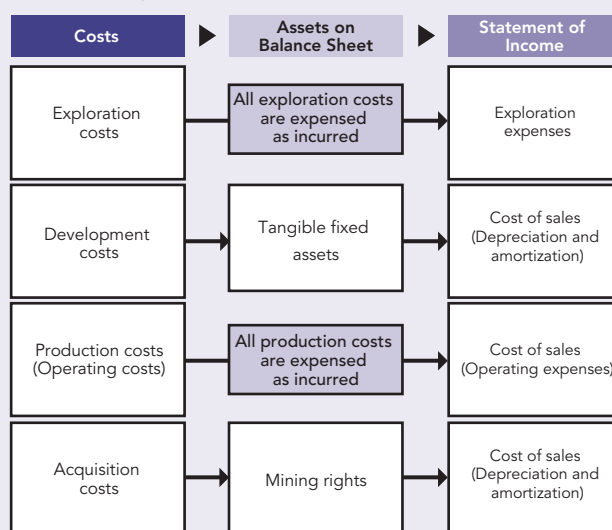 Costs
Assets on
Balance Sheet
Statement of
Income
Exploration
costs
All exploration costs
are expensed
as incurred
Exploration
expenses
Development
costs
Tangible fixed
assets
Cost of sales
(Depreciation and
amortization)
Production costs
(Operating costs)
All production costs
are expensed
as incurred
Cost of sales
(Operating expenses)
Acquisition
costs
Mining rights
Cost of sales
(Depreciation and
amortization)